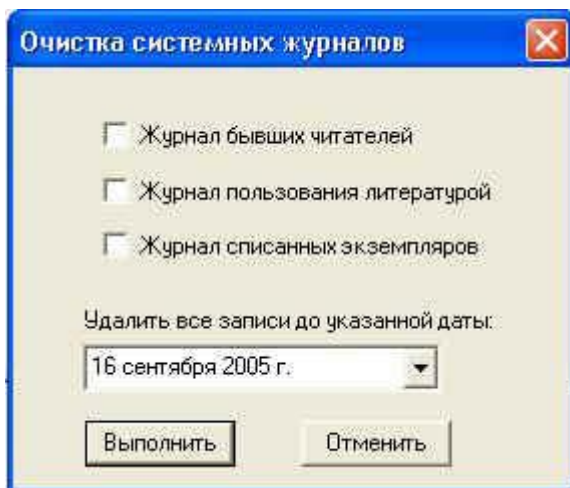 Очистка системных журналов
Журнал бывших читателей
Журнал пользования литературой
Журнал списанных экземпляров
Удалить все записи до указанной даты:
16 сентября 2005 г.
Выполнить Отменить